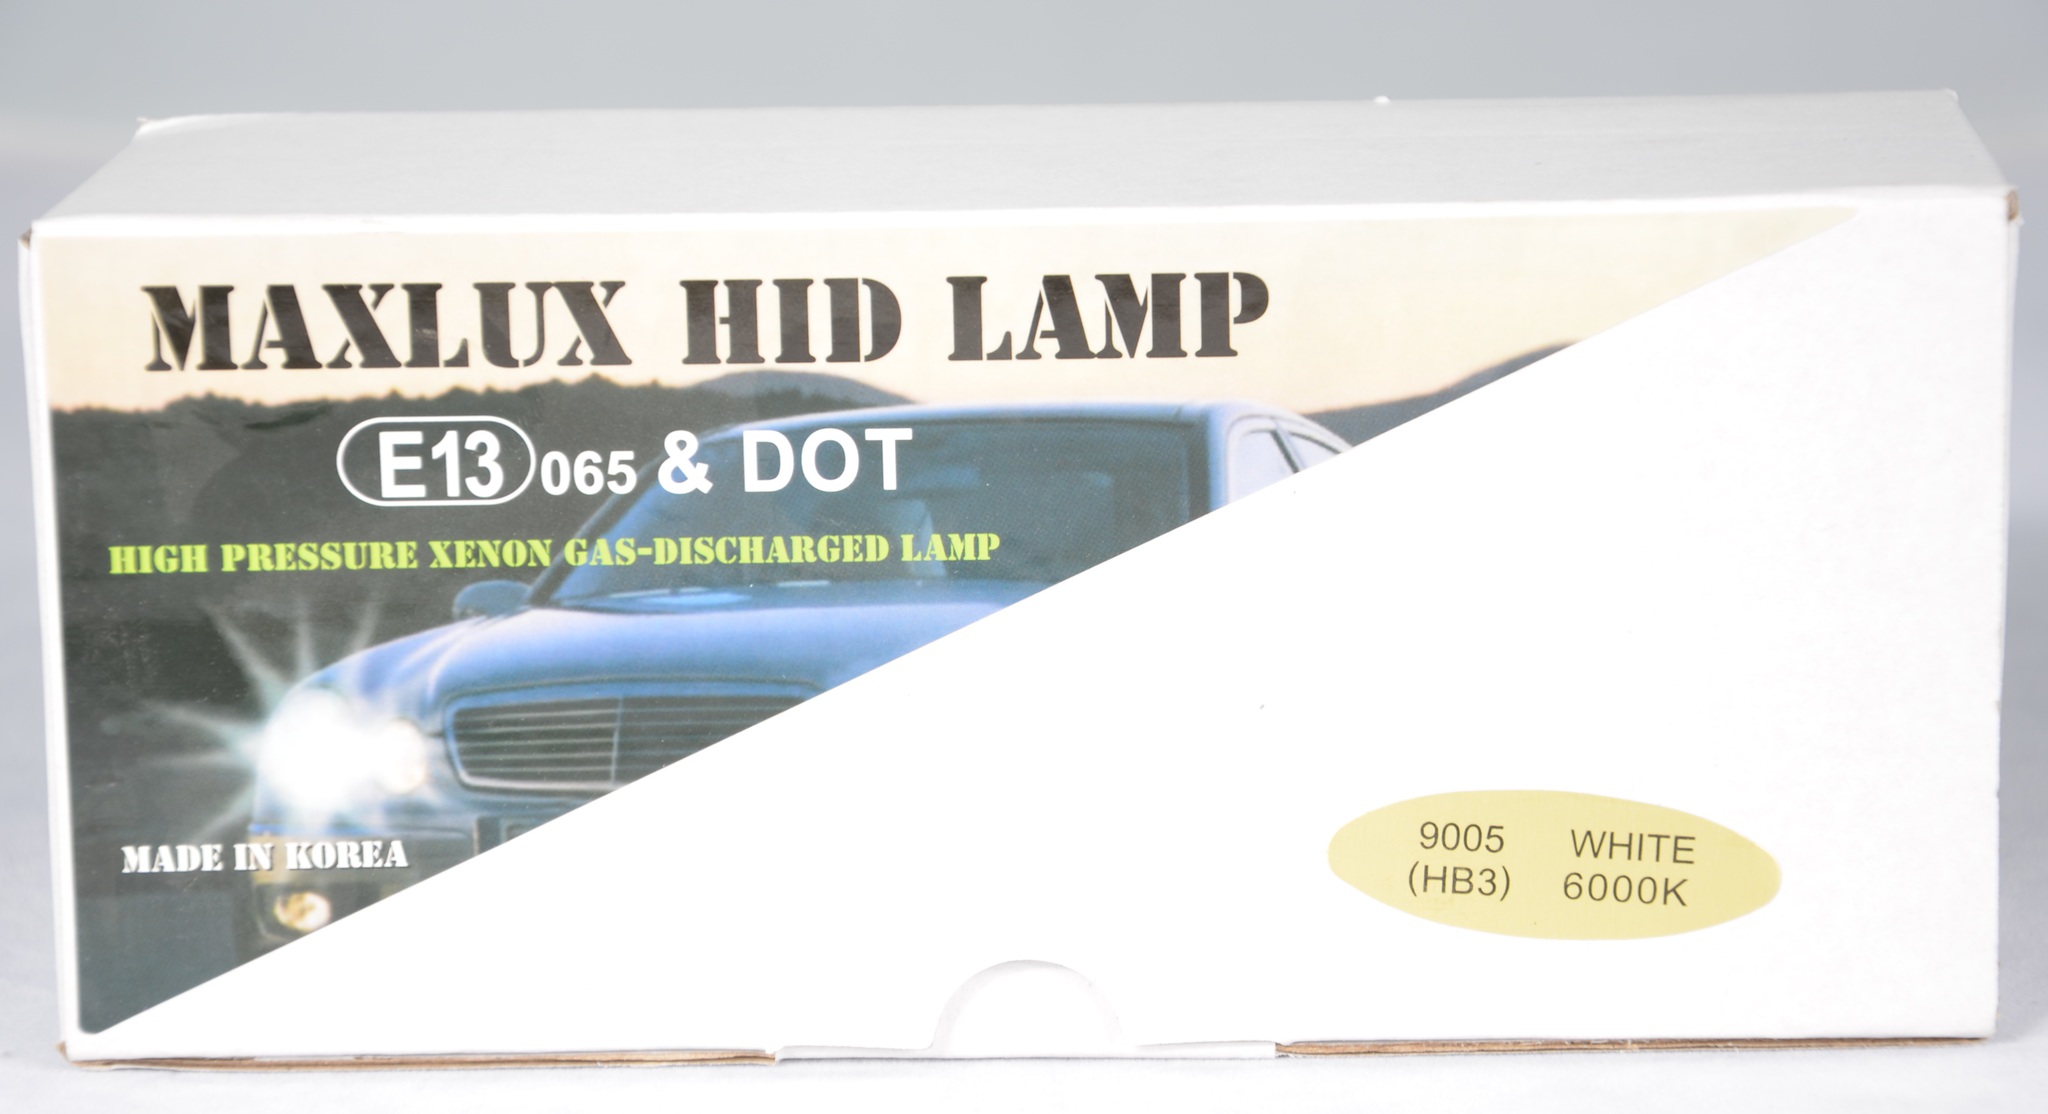 MAXLUX HID LAMP
E13 065 & DOT
HIGH PRESSURE XENON GAS-DISCHARGED LAMP
MADE IN KOREA
9005 WHITE
(HB3) 6000K